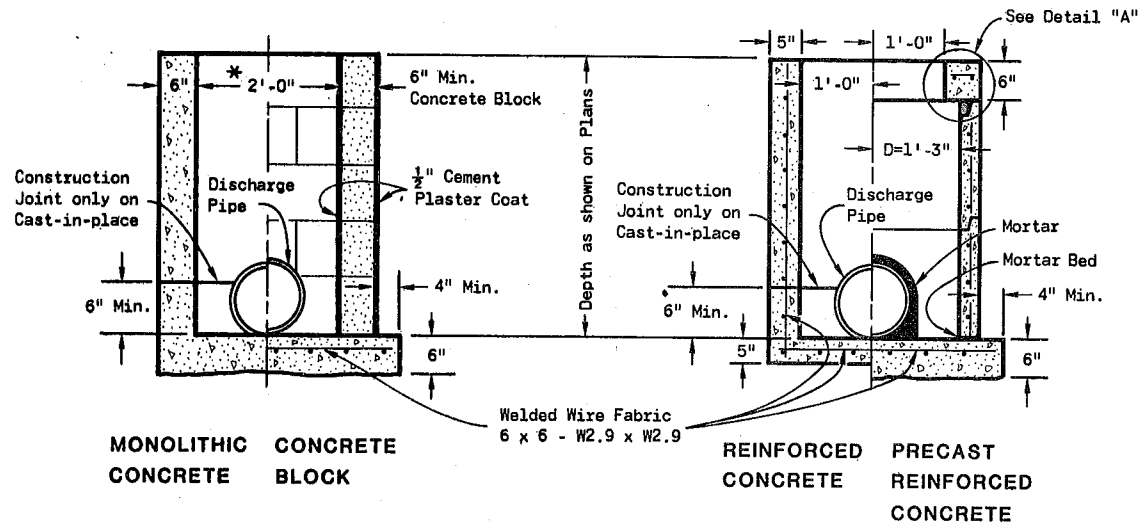 See Detail "A"
5"
1'-0"
6"
* 2'-0"
6" Min.
Concrete Block
Depth as shown on Plans
1'-0"
6"
D=1'-3"
Construction
Joint only on
Cast-in-place
Discharge
Pipe
1/2" Cement
Plaster Coat
Construction
Joint only on
Cast-in-place
Discharge
Pipe
Mortar
Mortar Bed
6" Min.
4" Min.
6" Min.
4" Min.
6"
5"
6"
Welded Wire Fabric
6 x 6 - W2.9 x W2.9
MONOLITHIC
CONCRETE
CONCRETE
BLOCK
REINFORCED
CONCRETE
PRECAST
REINFORCED
CONCRETE